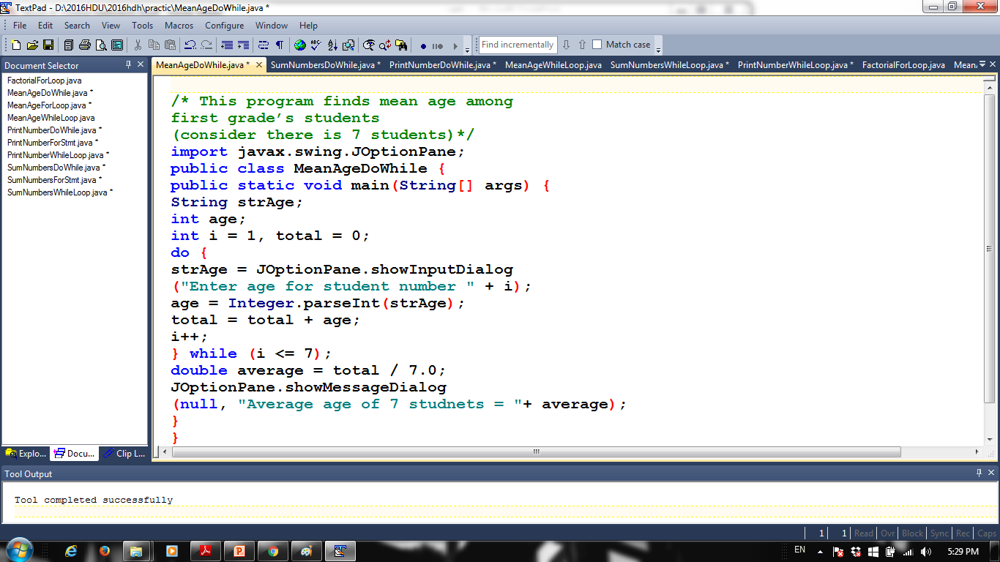 TextPad - D:\2016HDU\2016hdh\practic\MeanAgeDoWhile.java *
File Edit Search View Tools Macros Configure Window Help
Find incrementally Match case
Document Selector
FactorialForLoop.java
MeanAgeDoWhile.java *
MeanAgeForLoop.java *
MeanAgeWhileLoop.java
PrintNumberDoWhile.java *
PrintNumberForStmt.java *
PrintNumberWhileLoop.java *
SumNumbersDoWhile.java *
SumNumbersForStmt.java *
SumNumbersWhileLoop.java *
Explo... Docu... Clip L...
MeanAgeDoWhile.java * SumNumbersDoWhile.java * PrintNumberDoWhile.java * MeanAgeWhileLoop.java SumNumbersWhileLoop.java * PrintNumberWhileLoop.java * FactorialForLoop.java Mean
/* This program finds mean age among
first grade’s students
(consider there is 7 students)*/
import javax.swing.JOptionPane;
public class MeanAgeDoWhile {
public static void main(String[] args) {
String strAge;
int age;
int i = 1, total = 0;
do {
strAge = JOptionPane.showInputDialog
("Enter age for student number " + i);
age = Integer.parseInt(strAge);
total = total + age;
i++;
} while (i <= 7);
double average = total / 7.0;
JOptionPane.showMessageDialog
(null, "Average age of 7 studnets = "+ average);
}
}
Tool Output
Tool completed successfully
1 1 Read Ovr Block Sync Rec Caps
EN 5:29 PM